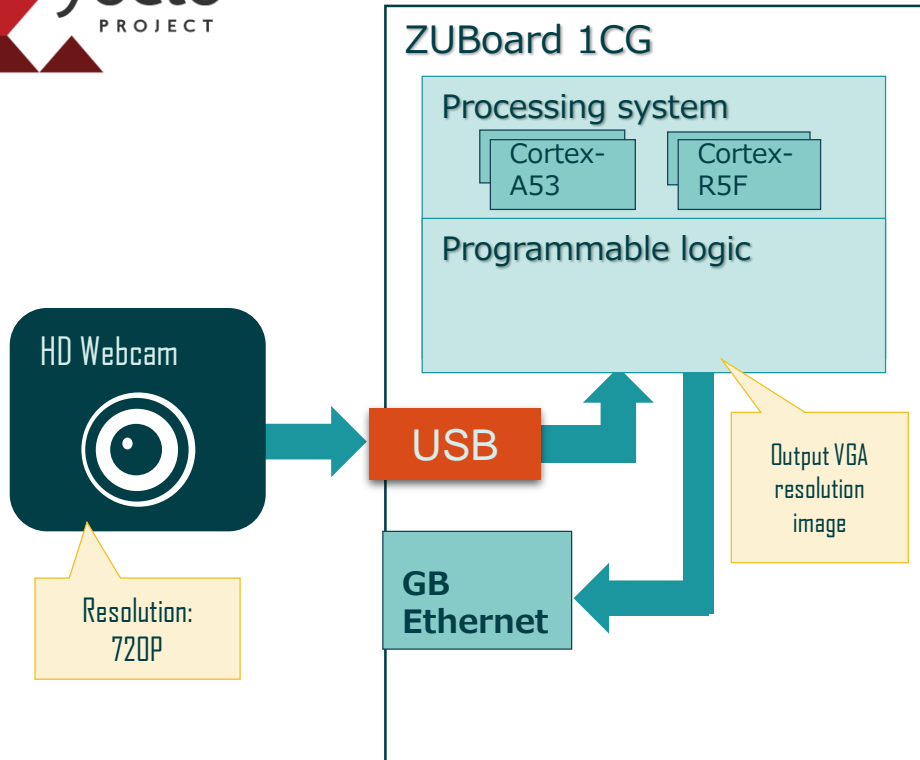 PROJECT
ZUBoard 1CG
Processing system
Cortex-
A53
Cortex-
R5F
Programmable logic
HD Webcam
USB
Output VGA
resolution
image
GB
Ethernet
Resolution:
720P